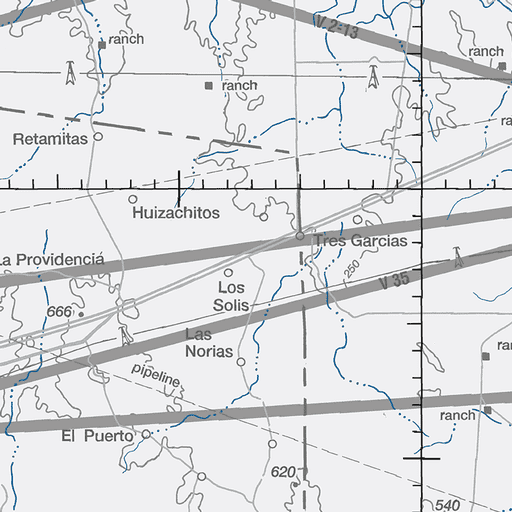 V 2-13
ranch
ranch
ranch
ra
Retamitas
Huizachitos
Tres Garcias
La Providenciá
250
V 35
Los
Solis
666
Las
Norias
ran
pipeline
ranch
El Puerto
620
540